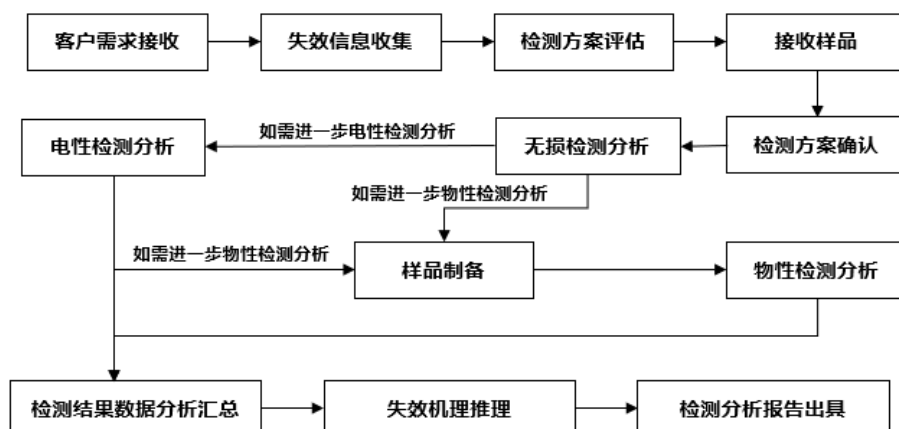 客户需求接收
失效信息收集
检测方案评估
接收样品
检测方案确认
无损检测分析
如需进一步电性检测分析
电性检测分析
如需进一步物性检测分析
如需进一步物性检测分析
样品制备
物性检测分析
检测结果数据分析汇总
失效机理推理
检测分析报告出具